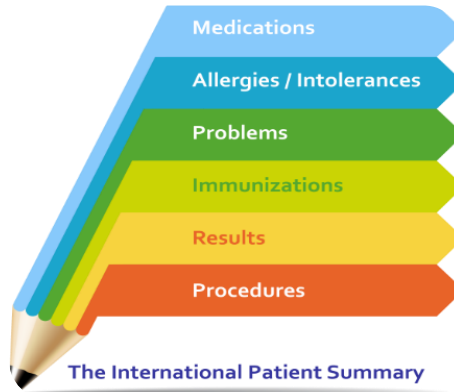 Medications
Allergies / Intolerances
Problems
Immunizations
Results
Procedures
The International Patient Summary